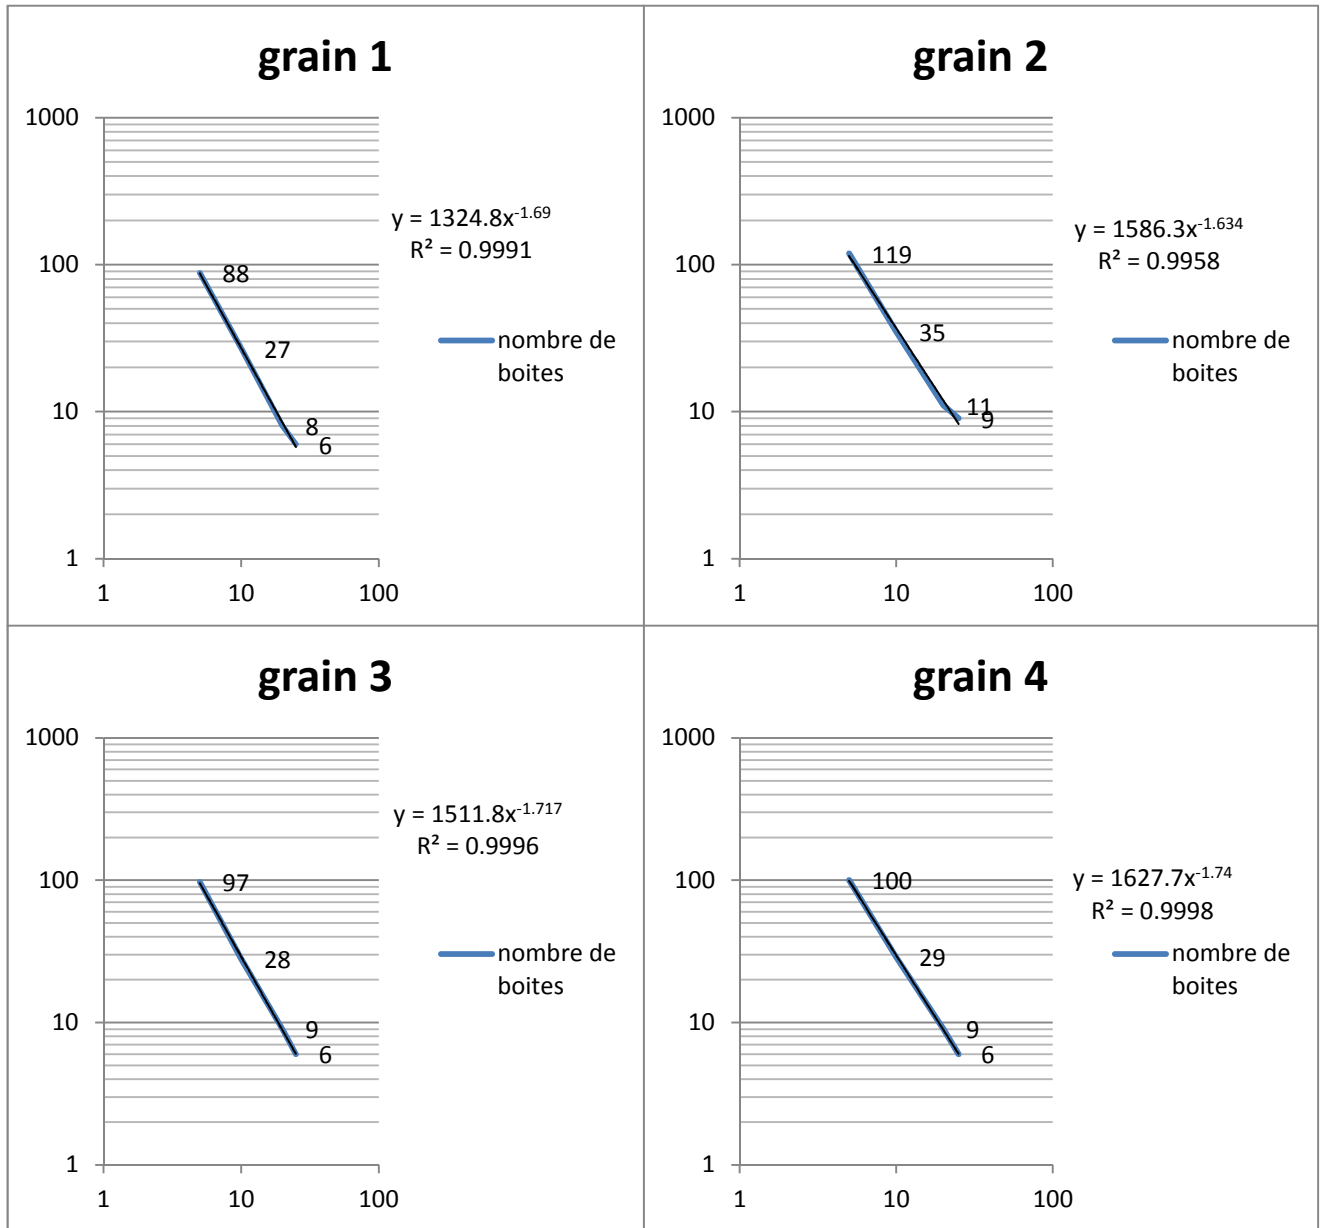 grain 1
1000
100
10
1
1 10 100
88
27
8
6
y = 1324.8x^-1.69
R² = 0.9991
nombre de
boites
grain 2
1000
100
10
1
1 10 100
119
35
11
9
y = 1586.3x^-1.634
R² = 0.9958
nombre de
boites
grain 3
1000
100
10
1
1 10 100
97
28
9
6
y = 1511.8x^-1.717
R² = 0.9996
nombre de
boites
grain 4
1000
100
10
1
1 10 100
100
29
9
6
y = 1627.7x^-1.74
R² = 0.9998
nombre de
boites